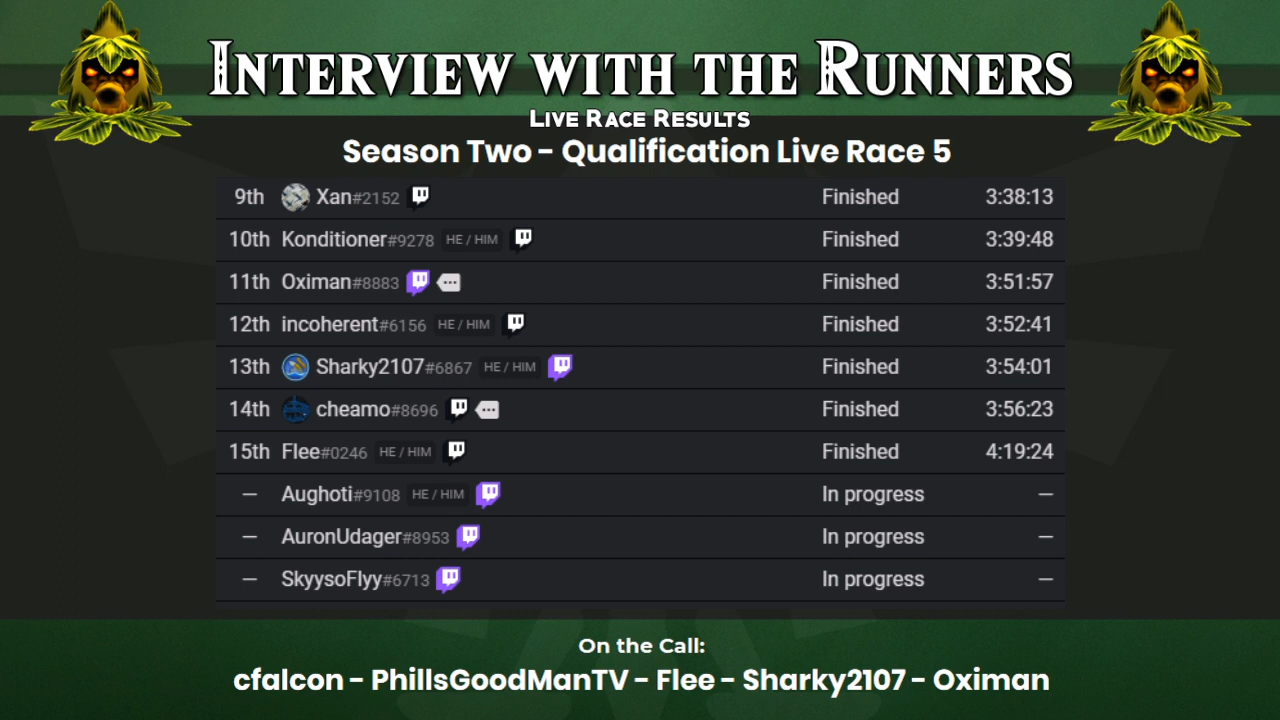 Interview with the Runners
Live Race Results
Season Two - Qualification Live Race 5
9th Xan#2152 Finished 3:38:13
10th Konditioner#9278 HE / HIM Finished 3:39:48
11th Oximan#8883 Finished 3:51:57
12th incoherent#6156 HE / HIM Finished 3:52:41
13th Sharky2107#6867 HE / HIM Finished 3:54:01
14th cheamo#8696 Finished 3:56:23
15th Flee#0246 HE / HIM Finished 4:19:24
— Aughoti#9108 HE / HIM In progress —
— AuronUdager#8953 In progress —
— SkyysoFlyy#6713 In progress —
On the Call:
cfalcon - PhillsGoodManTV - Flee - Sharky2107 - Oximan